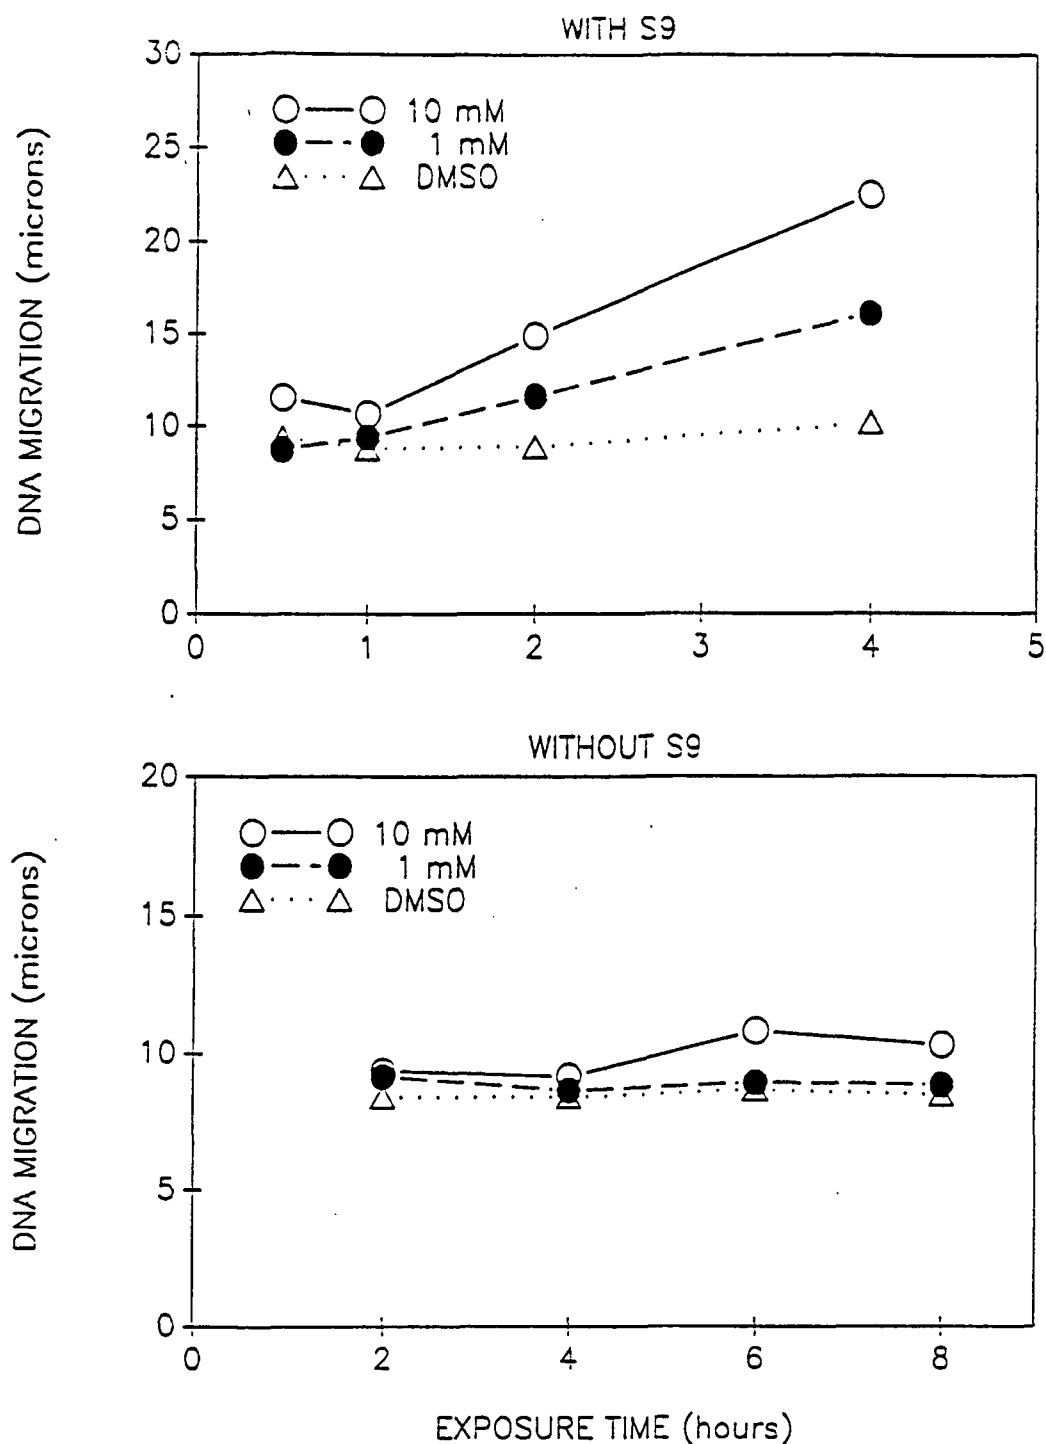 WITH S9
30
25
20
15
10
5
0
DNA MIGRATION (microns)
10 mM
1 mM
DMSO
0 1 2 3 4 5
WITHOUT S9
20
15
10
5
0
DNA MIGRATION (microns)
10 mM
1 mM
DMSO
0 2 4 6 8
EXPOSURE TIME (hours)